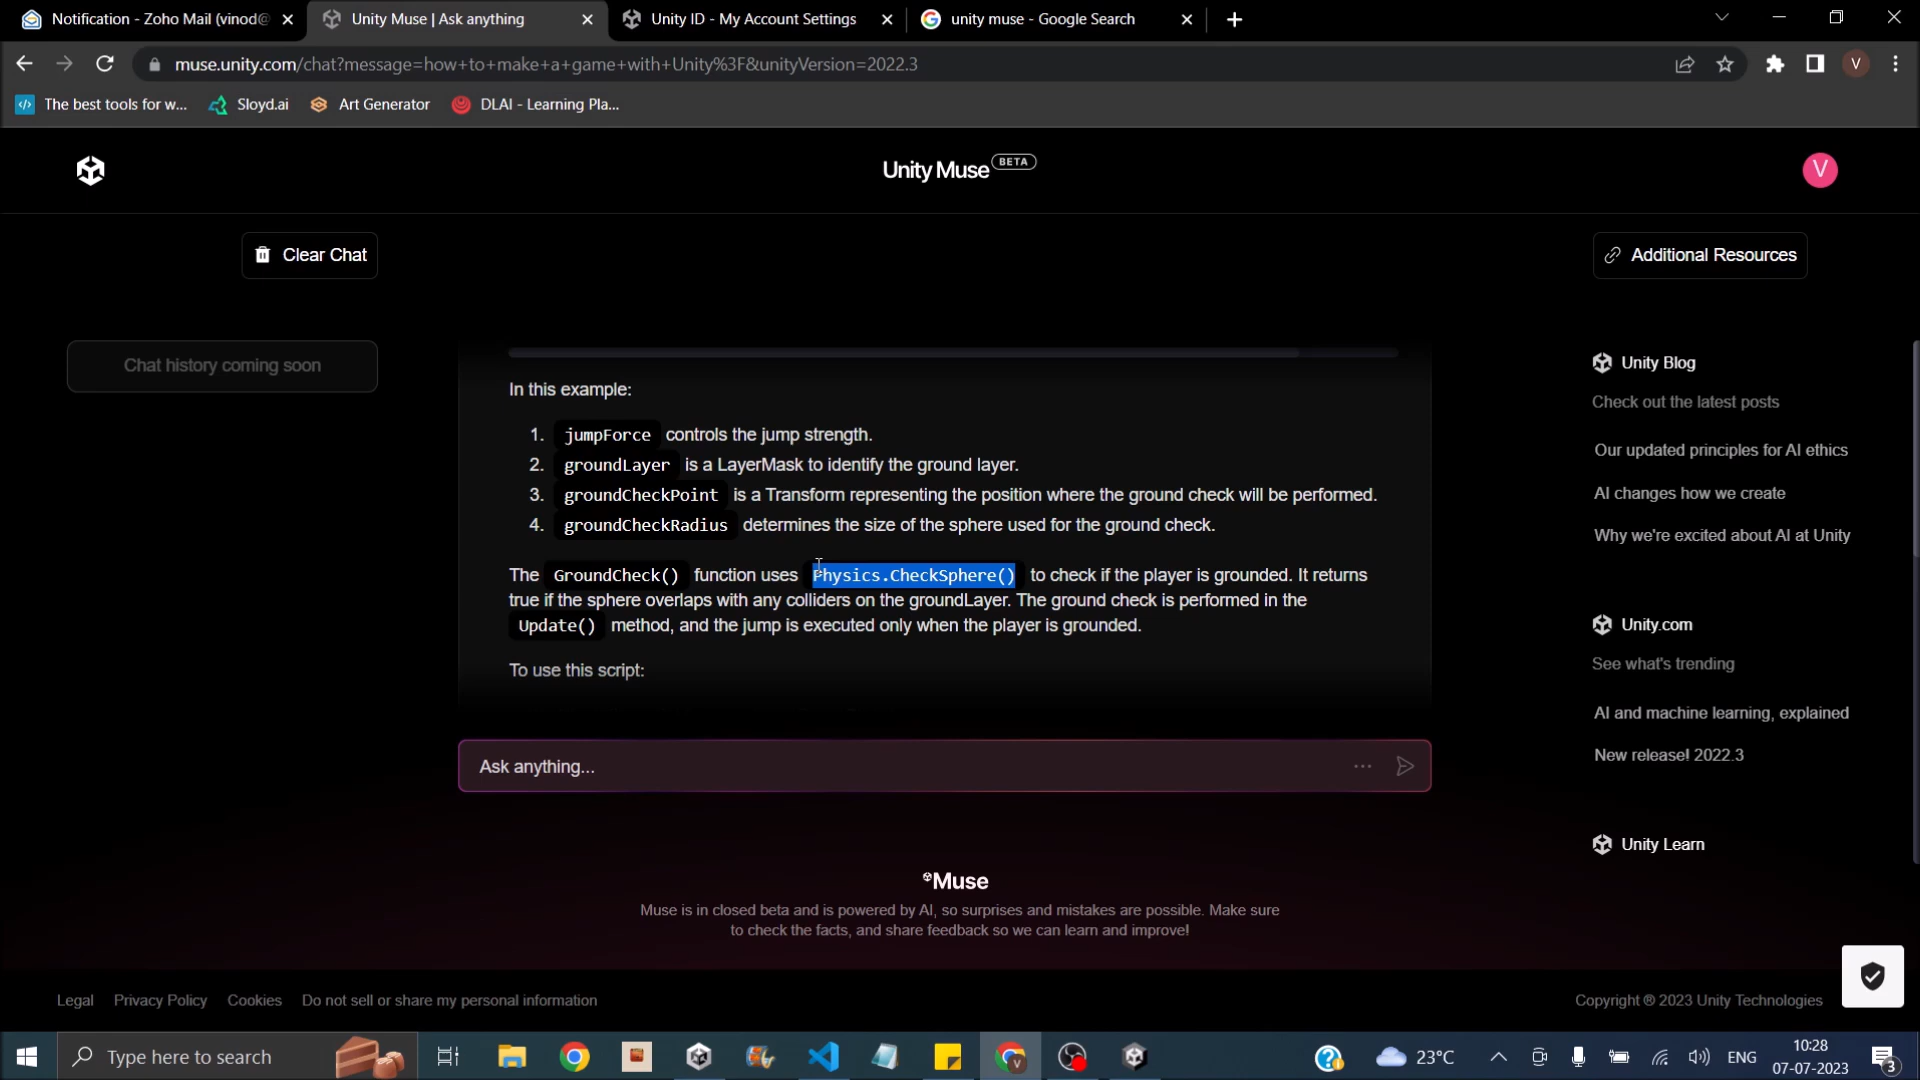 Notification - Zoho Mail (vinod@
Unity Muse | Ask anything
Unity ID - My Account Settings
unity muse - Google Search
muse.unity.com/chat?message=how+to+make+a+game+with+Unity%3F&unityVersion=2022.3
V
The best tools for w...
Sloyd.ai
Art Generator
DLAI - Learning Pla...
Unity Muse BETA
V
Clear Chat
Additional Resources
Chat history coming soon
In this example:
1. jumpForce controls the jump strength.
2. groundLayer is a LayerMask to identify the ground layer.
3. groundCheckPoint is a Transform representing the position where the ground check will be performed.
4. groundCheckRadius determines the size of the sphere used for the ground check.
The GroundCheck() function uses Physics.CheckSphere() to check if the player is grounded. It returns
true if the sphere overlaps with any colliders on the groundLayer. The ground check is performed in the
Update() method, and the jump is executed only when the player is grounded.
To use this script:
Ask anything...
Unity Blog
Check out the latest posts
Our updated principles for AI ethics
AI changes how we create
Why we're excited about AI at Unity
Unity.com
See what's trending
AI and machine learning, explained
New release! 2022.3
Unity Learn
Muse
Muse is in closed beta and is powered by AI, so surprises and mistakes are possible. Make sure
to check the facts, and share feedback so we can learn and improve!
Legal
Privacy Policy
Cookies
Do not sell or share my personal information
Copyright ® 2023 Unity Technologies
Type here to search
23°C
ENG
10:28
07-07-2023
3